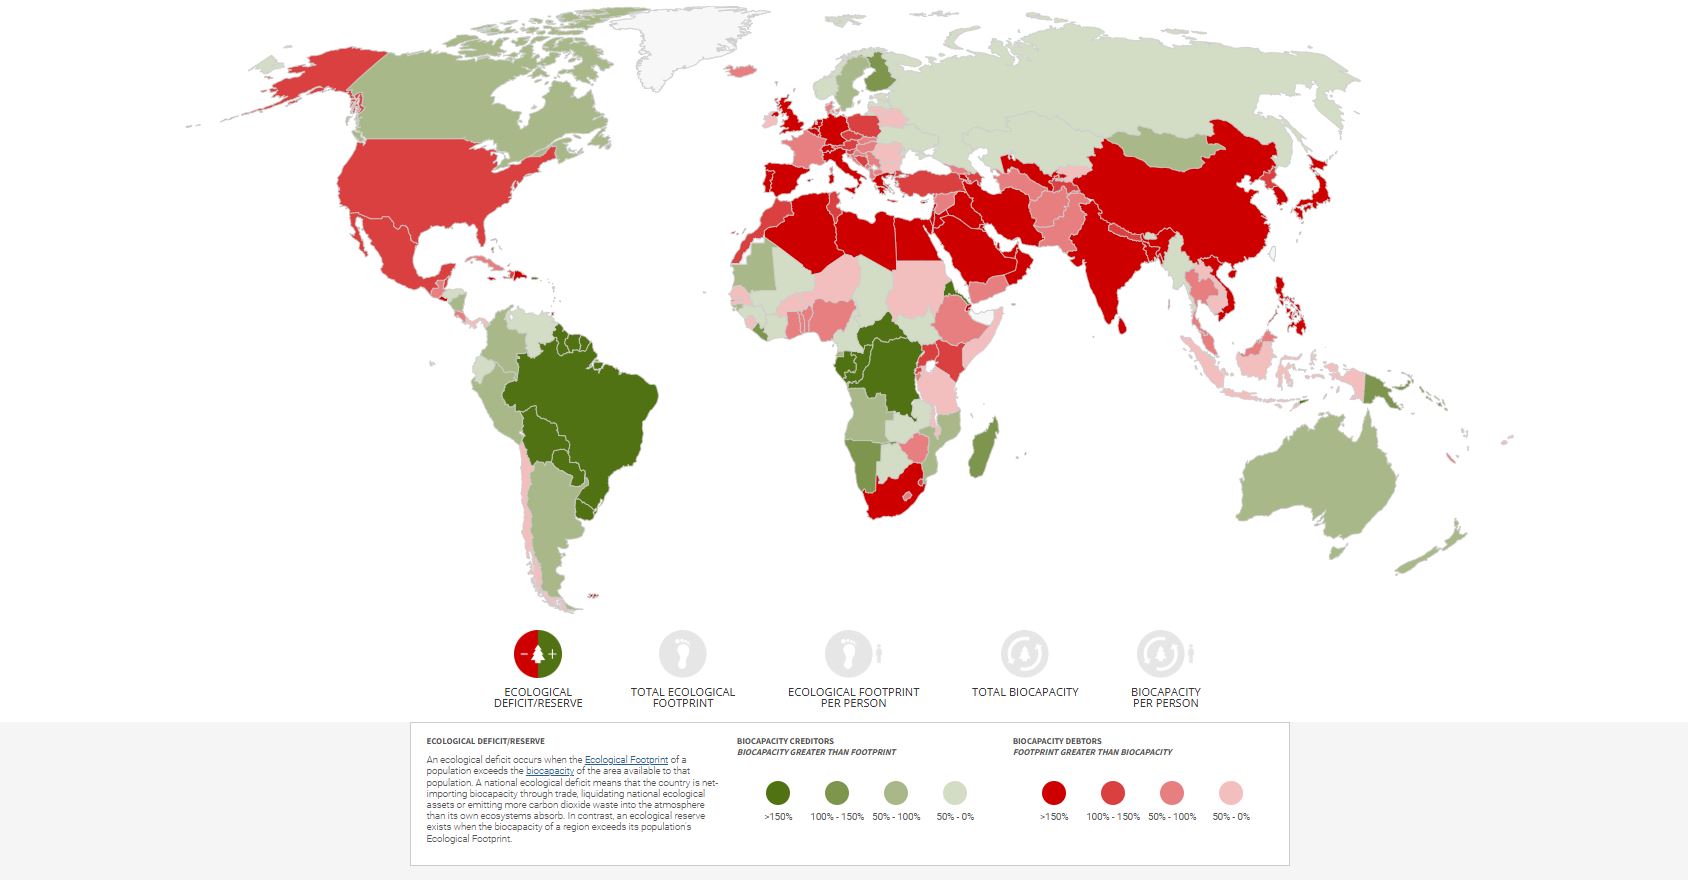 ECOLOGICAL
DEFICIT/RESERVE
TOTAL ECOLOGICAL
FOOTPRINT
ECOLOGICAL FOOTPRINT
PER PERSON
TOTAL BIOCAPACITY
BIOCAPACITY
PER PERSON
ECOLOGICAL DEFICIT/RESERVE
An ecological deficit occurs when the Ecological Footprint of a
population exceeds the biocapacity of the area available to that
population. A national ecological deficit means that the country is net-
importing biocapacity through trade, liquidating national ecological
assets or emitting more carbon dioxide waste into the atmosphere
than its own ecosystems absorb. In contrast, an ecological reserve
exists when the biocapacity of a region exceeds its population's
Ecological Footprint.
BIOCAPACITY CREDITORS
BIOCAPACITY GREATER THAN FOOTPRINT
>150% 100% - 150% 50% - 100% 50% - 0%
BIOCAPACITY DEBTORS
FOOTPRINT GREATER THAN BIOCAPACITY
>150% 100% - 150% 50% - 100% 50% - 0%